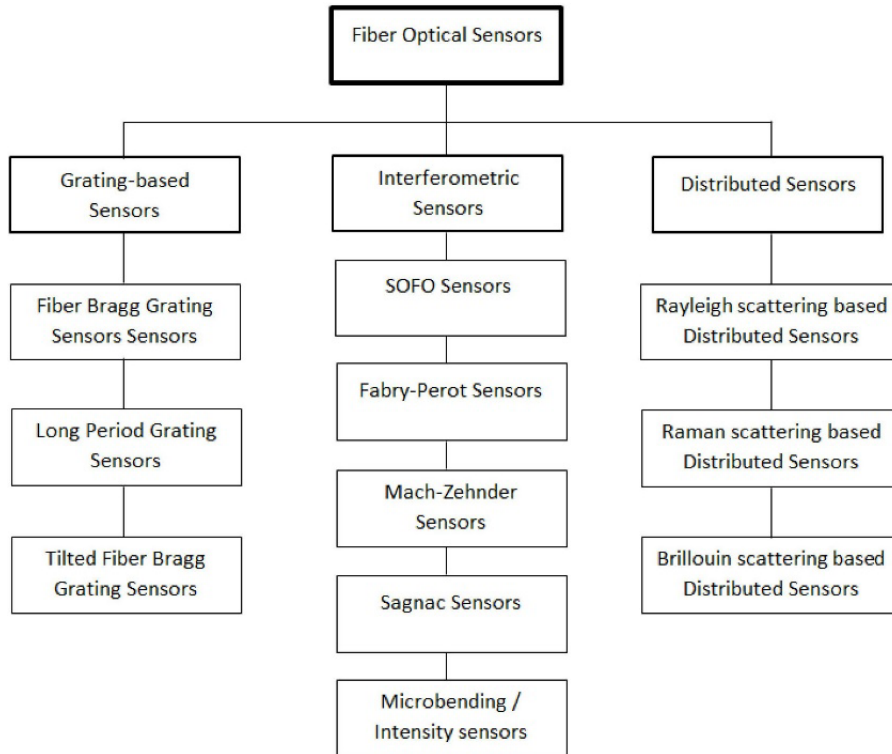 Fiber Optical Sensors
Grating-based
Sensors
Fiber Bragg Grating
Sensors Sensors
Long Period Grating
Sensors
Tilted Fiber Bragg
Grating Sensors
Interferometric
Sensors
SOFO Sensors
Fabry-Perot Sensors
Mach-Zehnder
Sensors
Sagnac Sensors
Microbending /
Intensity sensors
Distributed Sensors
Rayleigh scattering based
Distributed Sensors
Raman scattering based
Distributed Sensors
Brillouin scattering based
Distributed Sensors